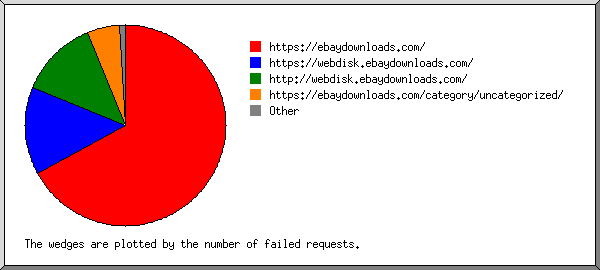 https://ebaydownloads.com/
https://webdisk.ebaydownloads.com/
http://webdisk.ebaydownloads.com/
https://ebaydownloads.com/category/uncategorized/
Other
The wedges are plotted by the number of failed requests.